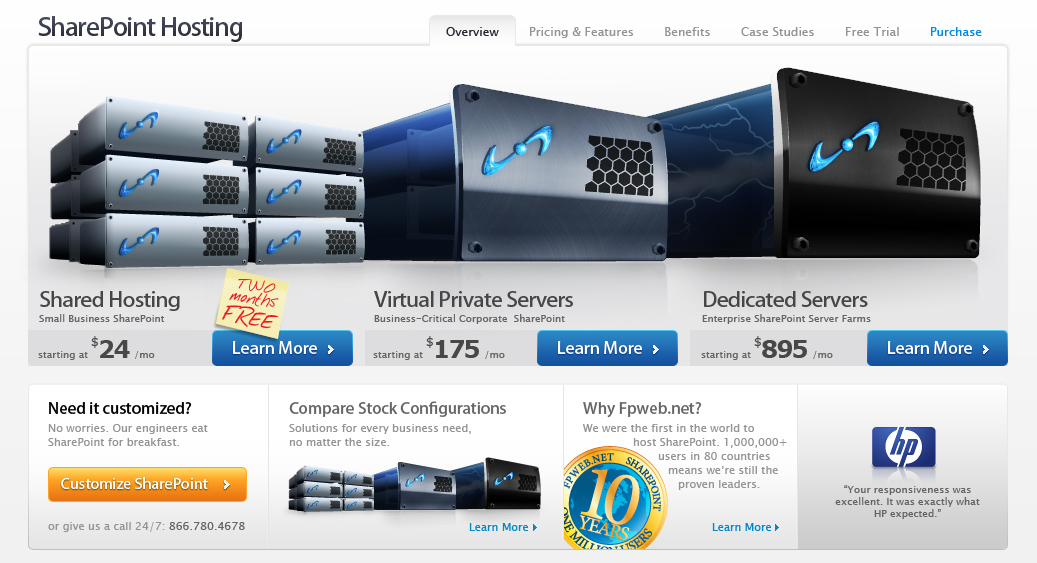 SharePoint Hosting
Overview
Pricing & Features
Benefits
Case Studies
Free Trial
Purchase
Shared Hosting
Small Business SharePoint
TWO
months
FREE
starting at $24 /mo
Learn More
Virtual Private Servers
Business-Critical Corporate SharePoint
starting at $175 /mo
Learn More
Dedicated Servers
Enterprise SharePoint Server Farms
starting at $895 /mo
Learn More
Need it customized?
No worries. Our engineers eat
SharePoint for breakfast.
Customize SharePoint
or give us a call 24/7: 866.780.4678
Compare Stock Configurations
Solutions for every business need,
no matter the size.
Learn More
Why Fpweb.net?
We were the first in the world to
host SharePoint. 1,000,000+
users in 80 countries
means we're still the
proven leaders.
FPWEB.NET SHAREPOINT
10
YEARS
ONE MILLION USERS
Learn More
hp
“Your responsiveness was
excellent. It was exactly what
HP expected.”